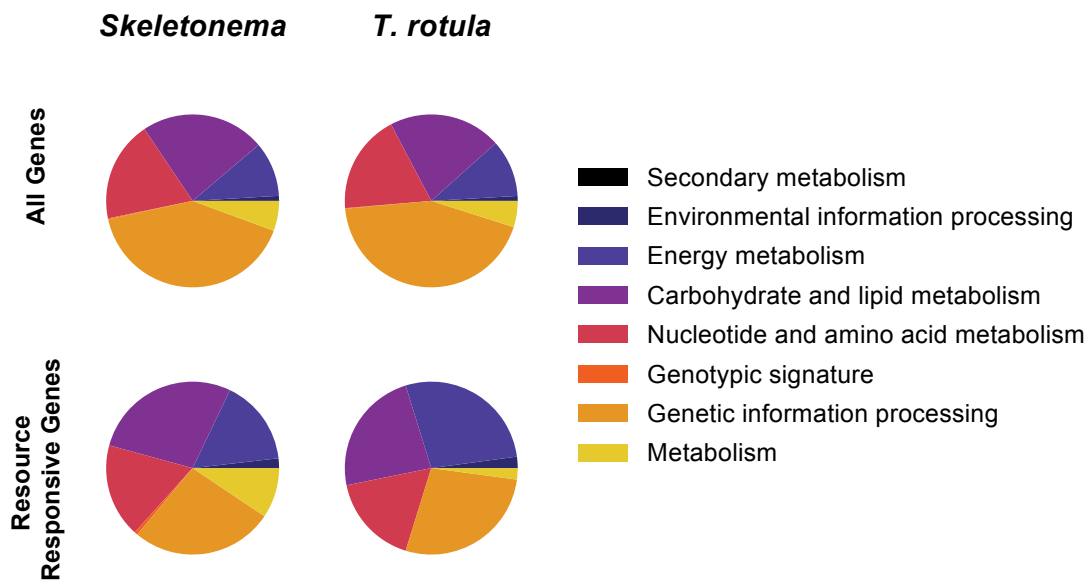 Skeletonema
T. rotula
All Genes
Resource
Responsive Genes
Secondary metabolism
Environmental information processing
Energy metabolism
Carbohydrate and lipid metabolism
Nucleotide and amino acid metabolism
Genotypic signature
Genetic information processing
Metabolism